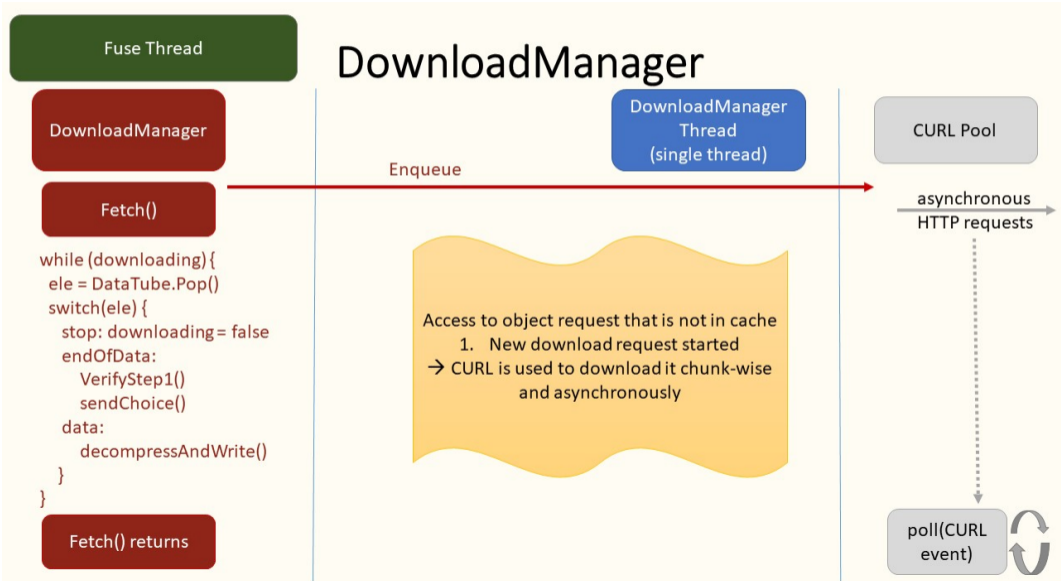 Fuse Thread
DownloadManager
DownloadManager
Fetch()
while (downloading) {
ele = DataTube.Pop()
switch(ele) {
stop: downloading = false
endOfData:
VerifyStep1()
sendChoice()
data:
decompressAndWrite()
}
}
Fetch() returns
Enqueue
DownloadManager
Thread
(single thread)
Access to object request that is not in cache
1. New download request started
→ CURL is used to download it chunk-wise
and asynchronously
CURL Pool
asynchronous
HTTP requests
poll(CURL
event)